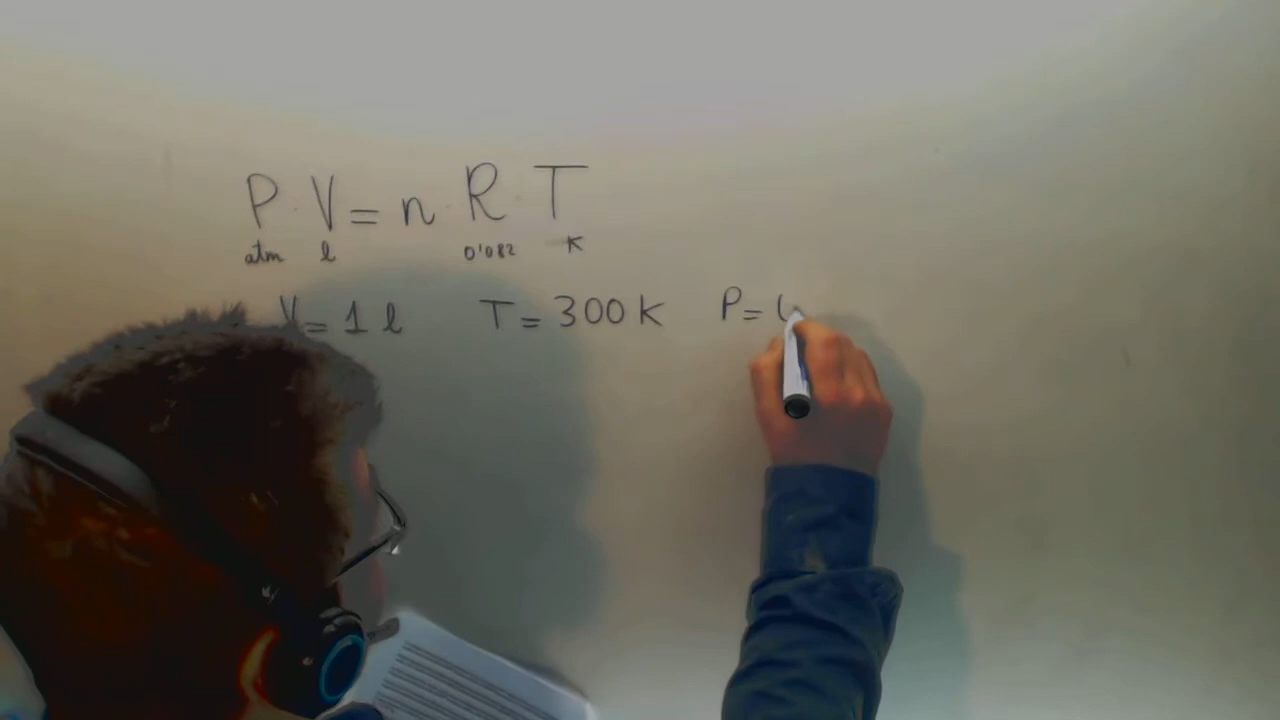 P · V = n · R · T
atm l 0'082 K
V = 1 l T = 300 K P =